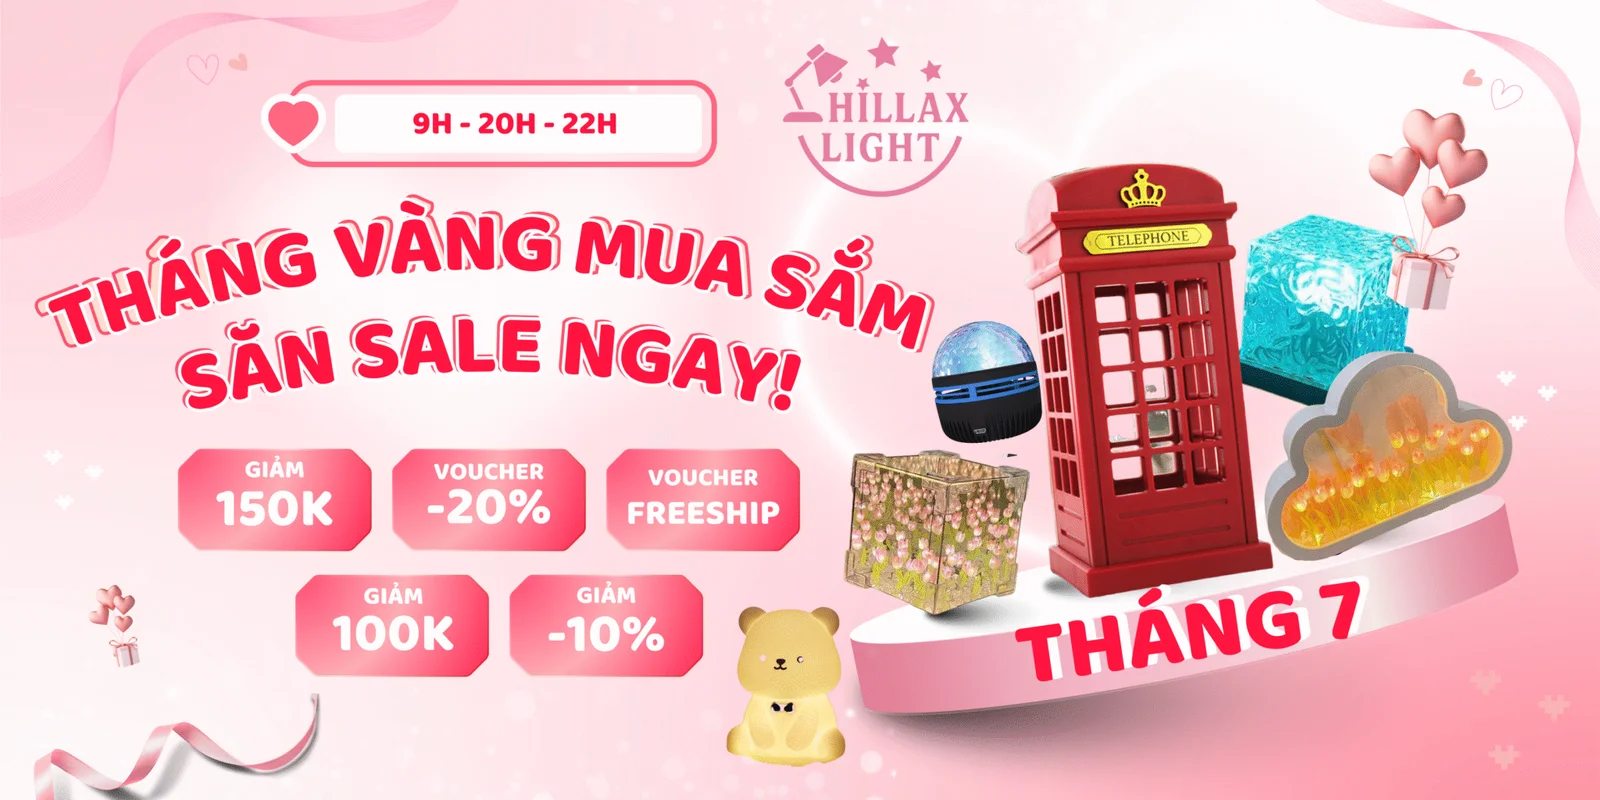 9H - 20H - 22H
HILLAX
LIGHT
THÁNG VÀNG MUA SẮM
SĂN SALE NGAY!
TELEPHONE
GIẢM
150K
VOUCHER
-20%
VOUCHER
FREESHIP
GIẢM
100K
GIẢM
-10%
THÁNG 7